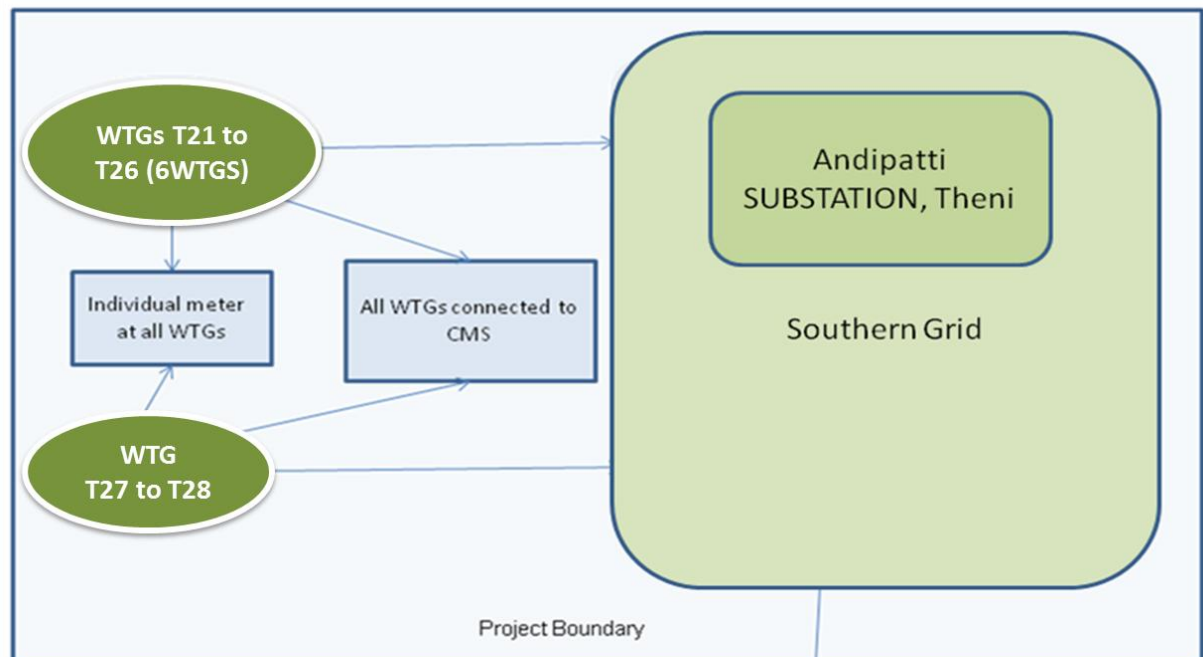 WTGs T21 to
T26 (6WTGS)
Andipatti
SUBSTATION, Theni
Individual meter
at all WTGs
All WTGs connected to
CMS
Southern Grid
WTG
T27 to T28
Project Boundary